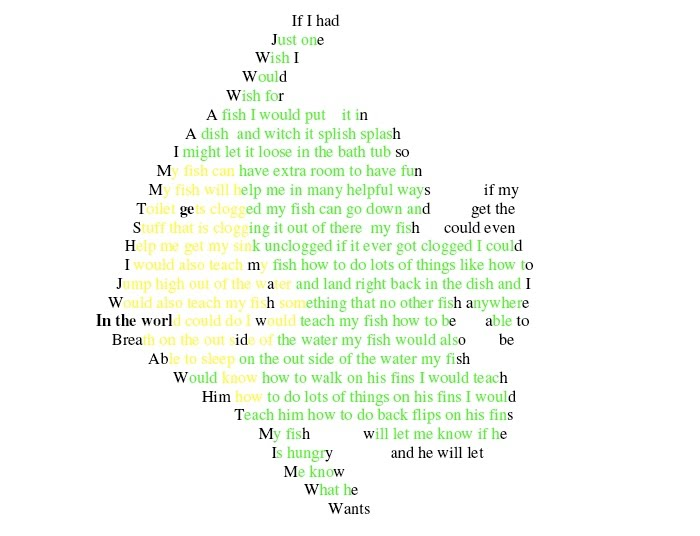 If I had
Just one
Wish I
Would
Wish for
A fish I would put it in
A dish and witch it splish splash
I might let it loose in the bath tub so
My fish can have extra room to have fun
My fish will help me in many helpful ways if my
Toilet gets clogged my fish can go down and get the
Stuff that is clogging it out of there my fish could even
Help me get my sink unclogged if it ever got clogged I could
I would also teach my fish how to do lots of things like how to
Jump high out of the water and land right back in the dish and I
Would also teach my fish something that no other fish anywhere
In the world could do I would teach my fish how to be able to
Breath on the out side of the water my fish would also be
Able to sleep on the out side of the water my fish
Would know how to walk on his fins I would teach
Him how to do lots of things on his fins I would
Teach him how to do back flips on his fins
My fish will let me know if he
Is hungry and he will let
Me know
What he
Wants